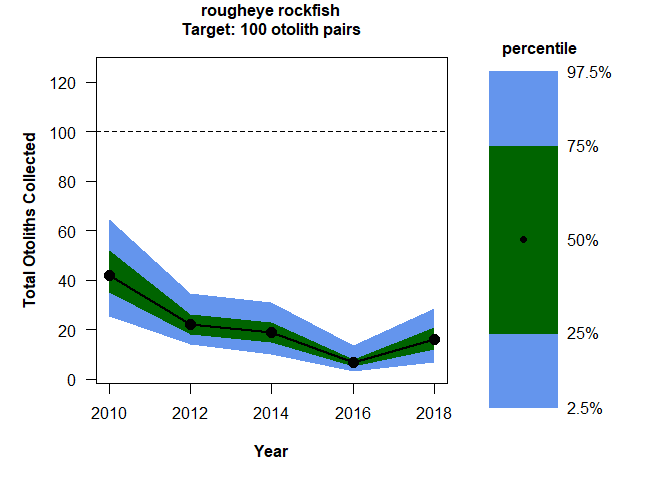 rougheye rockfish
Target: 100 otolith pairs
percentile
97.5%
75%
50%
25%
2.5%
Total Otoliths Collected
120
100
80
60
40
20
0
2010 2012 2014 2016 2018
Year